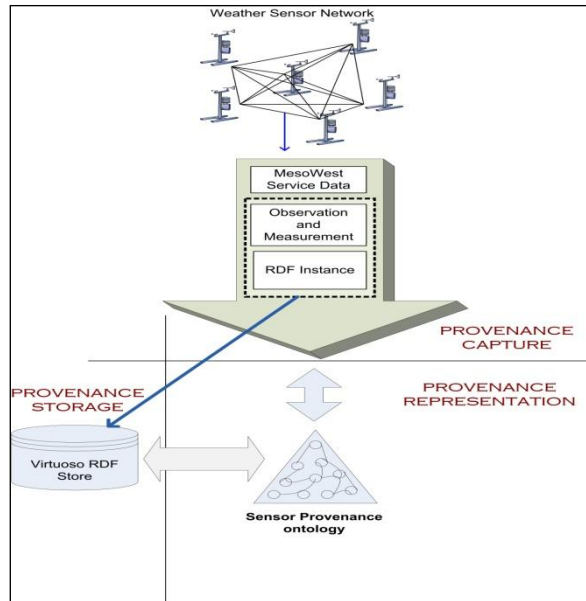 Weather Sensor Network
MesoWest
Service Data
Observation
and
Measurement
RDF Instance
PROVENANCE
CAPTURE
PROVENANCE
STORAGE
PROVENANCE
REPRESENTATION
Virtuoso RDF
Store
Sensor Provenance
ontology